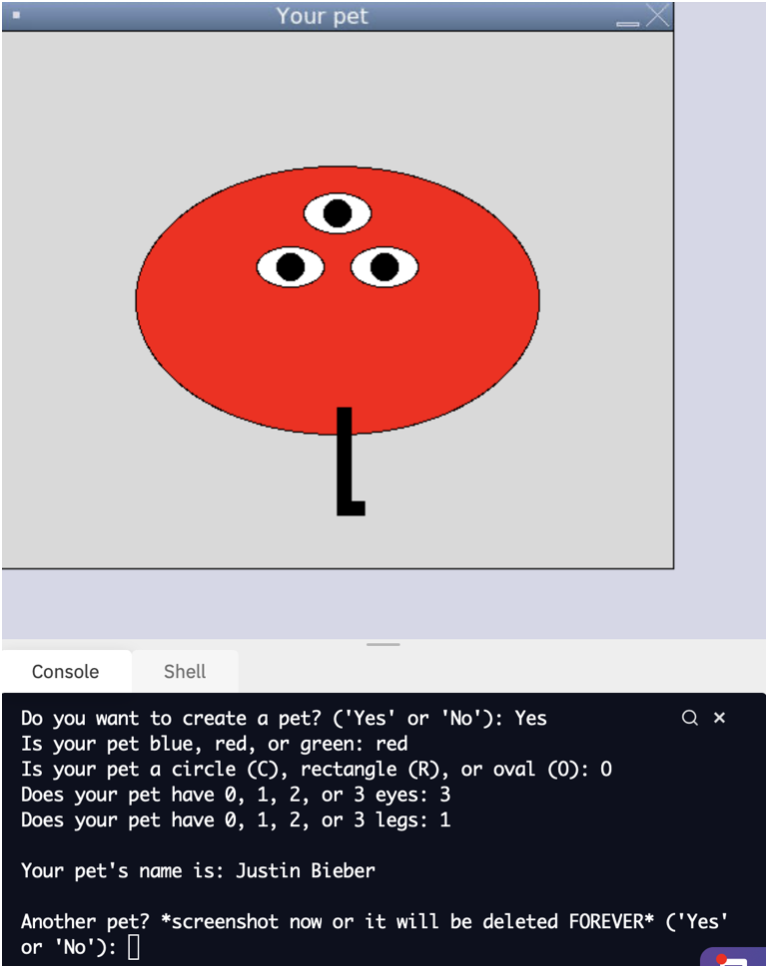 Your pet
Console
Shell
Do you want to create a pet? ('Yes' or 'No'): Yes
Is your pet blue, red, or green: red
Is your pet a circle (C), rectangle (R), or oval (O): O
Does your pet have 0, 1, 2, or 3 eyes: 3
Does your pet have 0, 1, 2, or 3 legs: 1
Your pet's name is: Justin Bieber
Another pet? *screenshot now or it will be deleted FOREVER* ('Yes'
or 'No'):